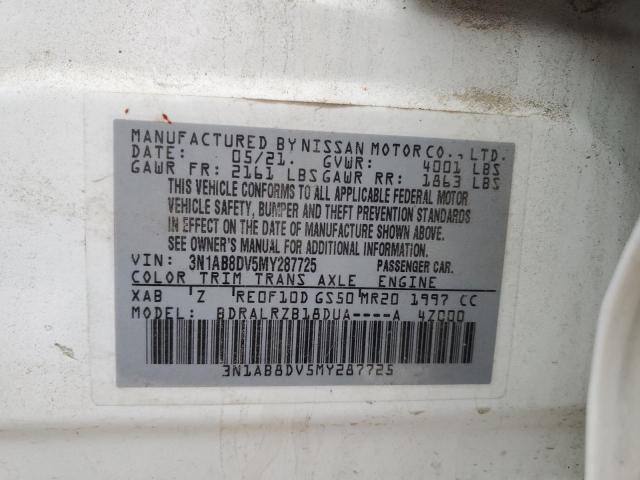 MANUFACTURED BY NISSAN MOTOR CO., LTD.
DATE: 05/21. GVWR: 4001 LBS
GAWR FR: 2161 LBS GAWR RR: 1863 LBS
THIS VEHICLE CONFORMS TO ALL APPLICABLE FEDERAL MOTOR
VEHICLE SAFETY, BUMPER AND THEFT PREVENTION STANDARDS
IN EFFECT ON THE DATE OF MANUFACTURE SHOWN ABOVE.
SEE OWNER'S MANUAL FOR ADDITIONAL INFORMATION.
VIN: 3N1AB8DV5MY287725 PASSENGER CAR.
COLOR TRIM TRANS AXLE ENGINE
XAB Z RE0F10D GS50 MR20 1997 CC
MODEL: BDRALRZB18DUA----A 4Z000
3N1AB8DV5MY287725